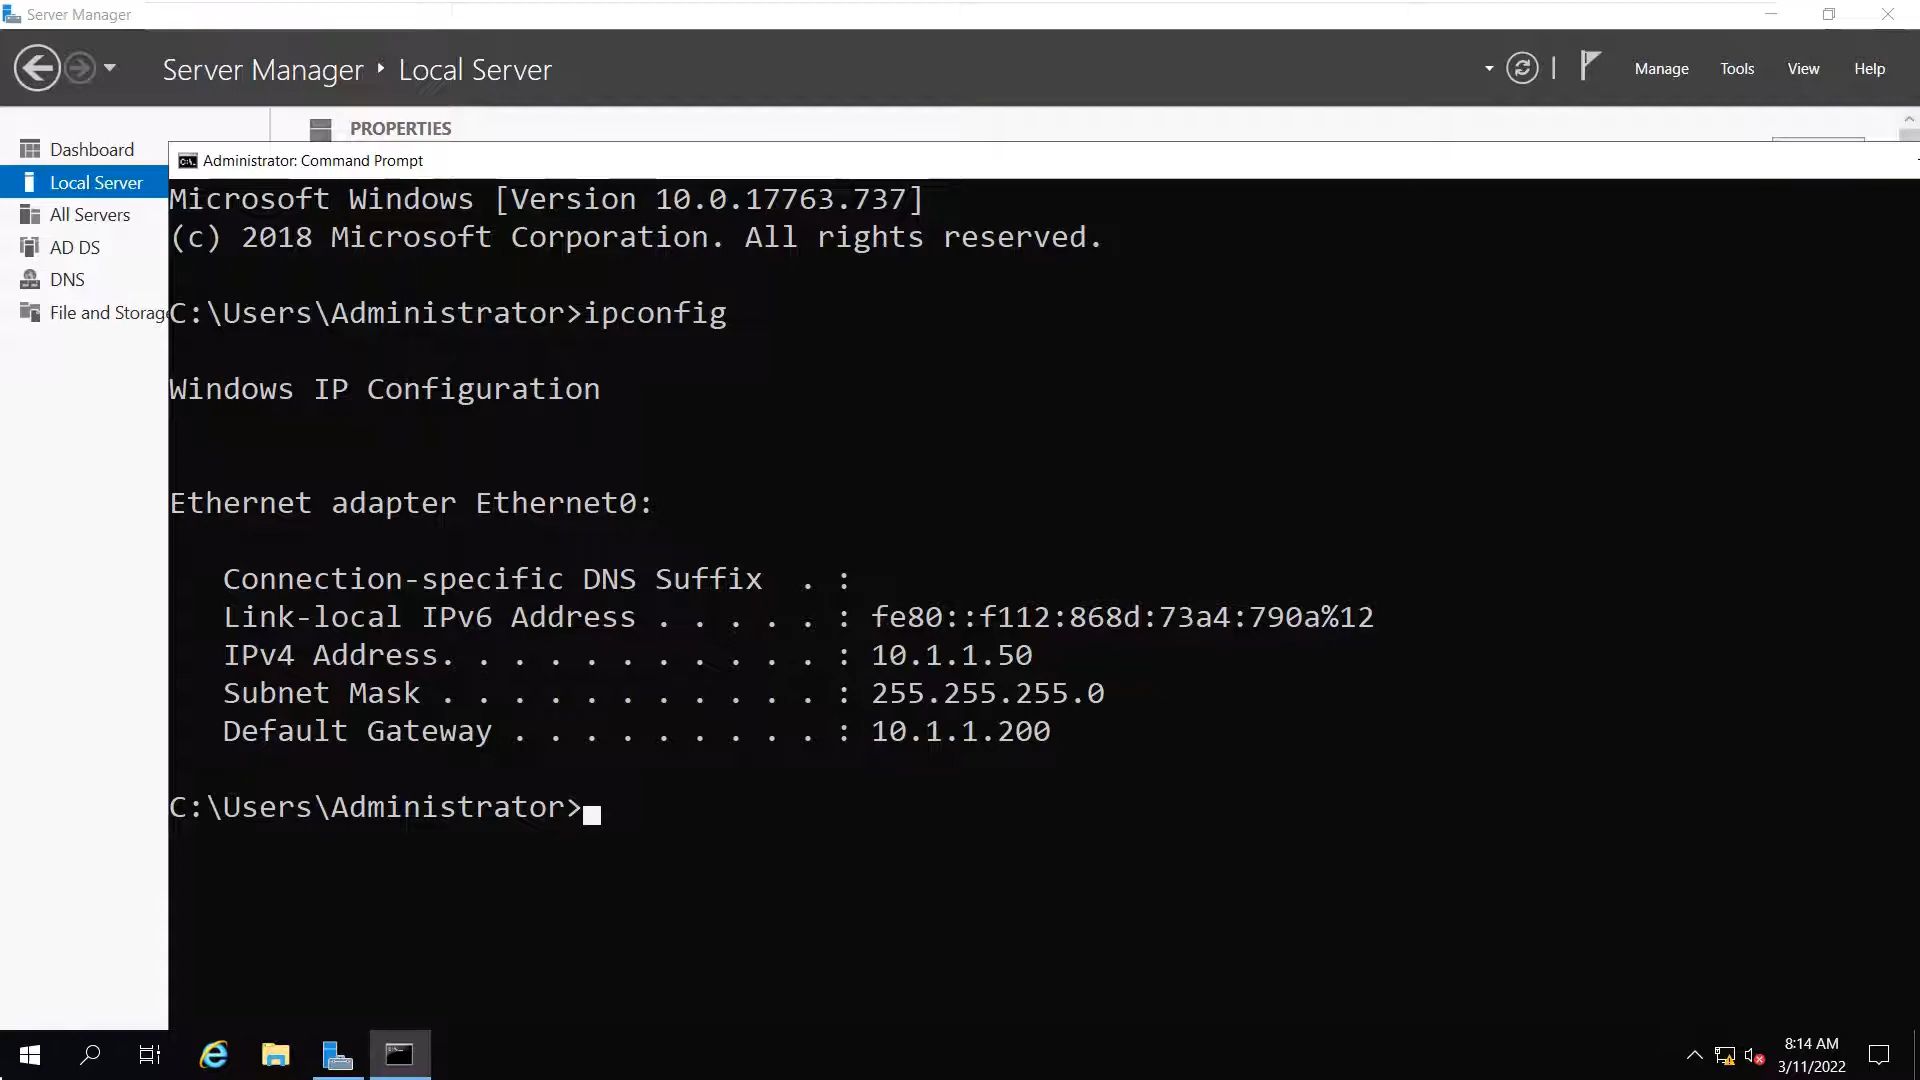 Server Manager
Server Manager ‣ Local Server
Manage Tools View Help
PROPERTIES
Dashboard
Local Server
All Servers
AD DS
DNS
File and Storag
Administrator: Command Prompt
Microsoft Windows [Version 10.0.17763.737]
(c) 2018 Microsoft Corporation. All rights reserved.
C:\Users\Administrator>ipconfig
Windows IP Configuration
Ethernet adapter Ethernet0:
Connection-specific DNS Suffix  . :
Link-local IPv6 Address . . . . . : fe80::f112:868d:73a4:790a%12
IPv4 Address. . . . . . . . . . . : 10.1.1.50
Subnet Mask . . . . . . . . . . . : 255.255.255.0
Default Gateway . . . . . . . . . : 10.1.1.200
C:\Users\Administrator>
8:14 AM
3/11/2022